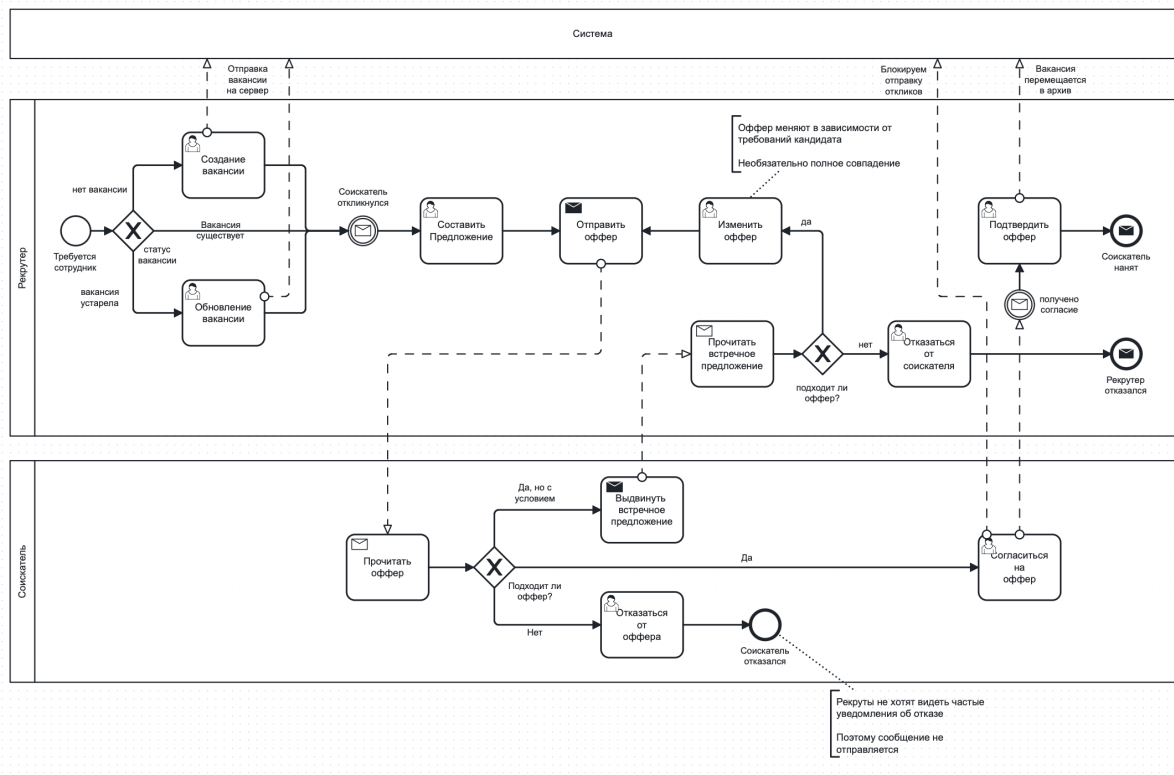 Система
Отправка
вакансии
на сервер
Блокируем
отправку
откликов
Вакансия
перемещается
в архив
Рекрутер
Оффер меняют в зависимости от
требований кандидата
Необязательно полное совпадение
Создание
вакансии
нет вакансии
Соискатель
откликнулся
Вакансия
существует
Составить
Предложение
Отправить
оффер
Изменить
оффер
да
Подтвердить
оффер
Требуется
сотрудник
статус
вакансии
Соискатель
нанят
вакансия
устарела
Обновление
вакансии
получено
согласие
Прочитать
встречное
предложение
нет
Отказаться
от
соискателя
подходит ли
оффер?
Рекрутер
отказался
Соискатель
Да, но с
условием
Выдвинуть
встречное
предложение
Прочитать
оффер
Да
Согласиться
на
оффер
Подходит ли
оффер?
Нет
Отказаться
от
оффера
Соискатель
отказался
Рекруты не хотят видеть частые
уведомления об отказе
Поэтому сообщение не
отправляется